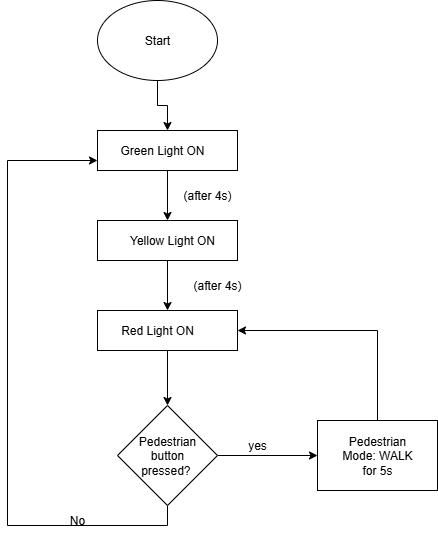 Start
Green Light ON
(after 4s)
Yellow Light ON
(after 4s)
Red Light ON
Pedestrian
button
pressed?
yes
Pedestrian
Mode: WALK
for 5s
No